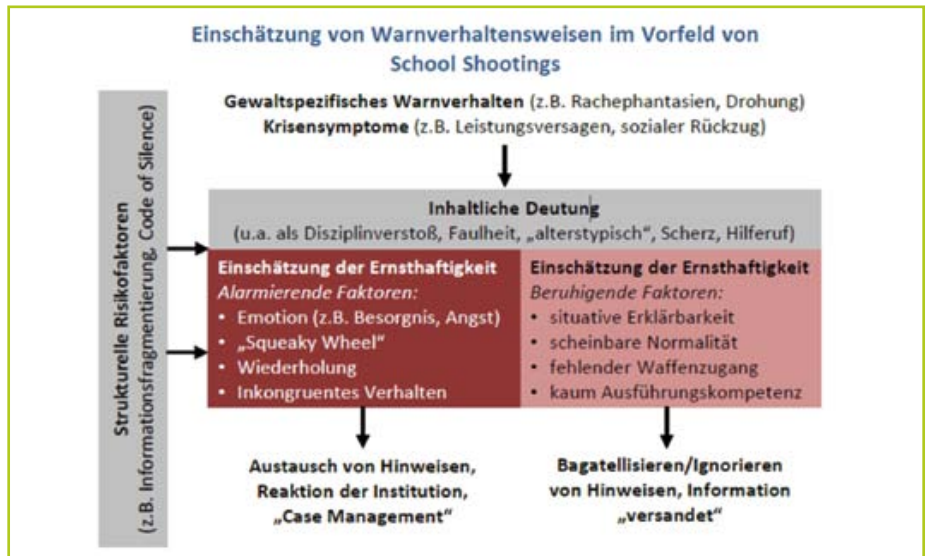 Einschätzung von Warnverhaltensweisen im Vorfeld von
School Shootings
Strukturelle Risikofaktoren
(z.B. Informationsfragmentierung, Code of Silence)
Gewaltspezifisches Warnverhalten (z.B. Rachephantasien, Drohung)
Krisensymptome (z.B. Leistungsversagen, sozialer Rückzug)
Inhaltliche Deutung
(u.a. als Disziplinverstoß, Faulheit, „alterstypisch“, Scherz, Hilferuf)
Einschätzung der Ernsthaftigkeit
Alarmierende Faktoren:
• Emotion (z.B. Besorgnis, Angst)
• „Squeaky Wheel“
• Wiederholung
• Inkongruentes Verhalten
Einschätzung der Ernsthaftigkeit
Beruhigende Faktoren:
• situative Erklärbarkeit
• scheinbare Normalität
• fehlender Waffenzugang
• kaum Ausführungskompetenz
Austausch von Hinweisen,
Reaktion der Institution,
„Case Management“
Bagatellisieren/Ignorieren
von Hinweisen, Information
„versandet“